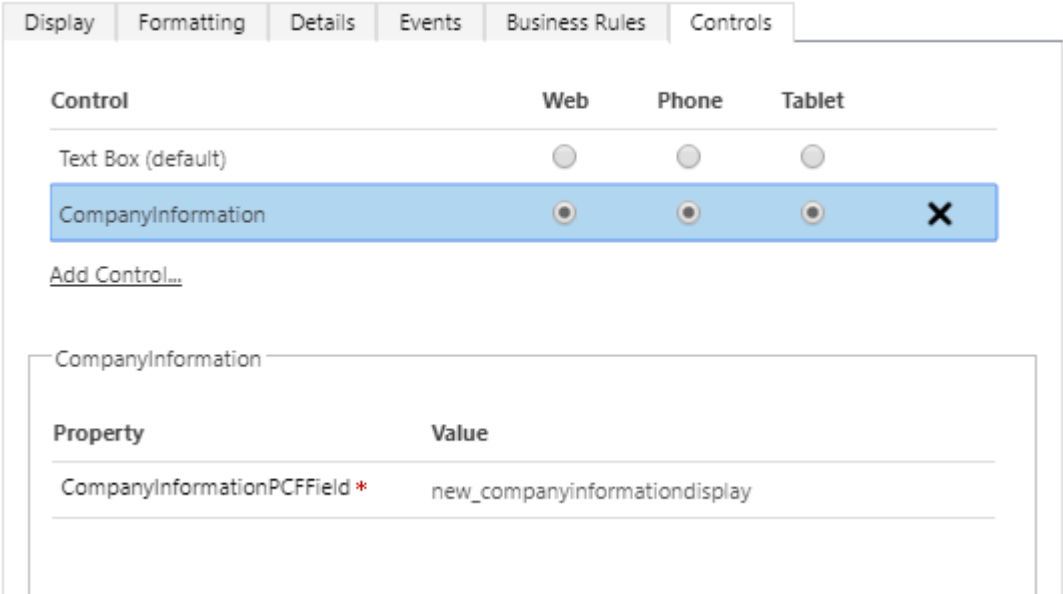 Display Formatting Details Events Business Rules Controls
Control Web Phone Tablet
Text Box (default)
CompanyInformation
Add Control...
CompanyInformation
Property Value
CompanyInformationPCFField * new_companyinformationdisplay